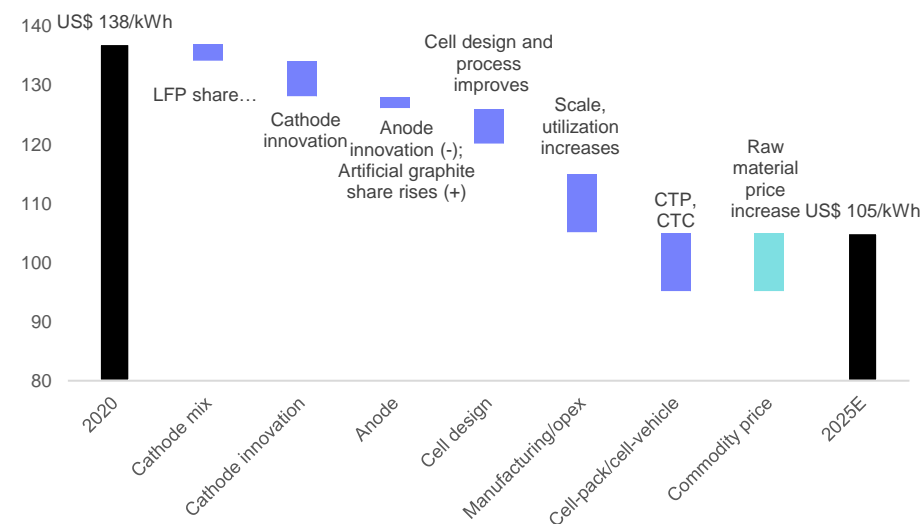 US$ 138/kWh
LFP share…
Cathode
innovation
Anode
innovation (-);
Artificial graphite
share rises (+)
Cell design and
process
improves
Scale,
utilization
increases
CTP,
CTC
Raw
material
price
increase
US$ 105/kWh
140
130
120
110
100
90
80
2020
Cathode mix
Cathode innovation
Anode
Cell design
Manufacturing/opex
Cell-pack/cell-vehicle
Commodity price
2025E